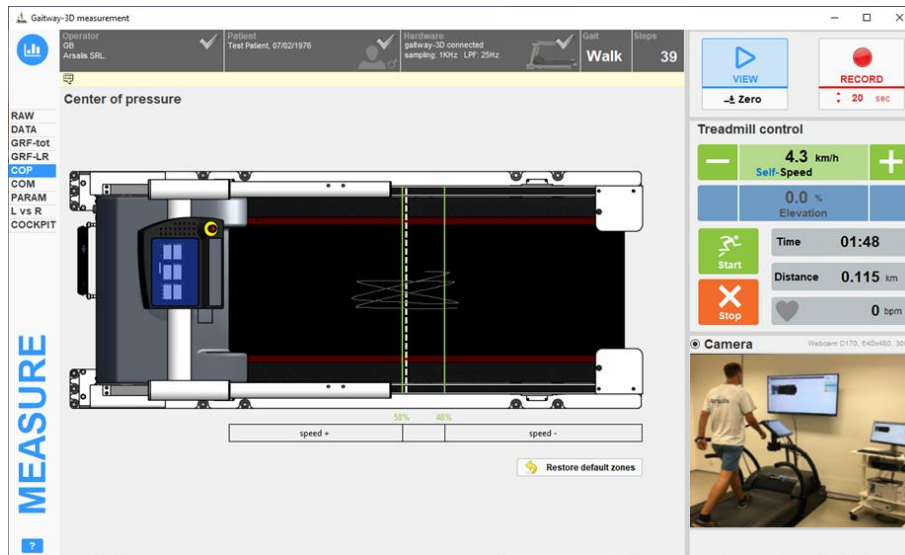 Gaitway-3D measurement
Operator
GB
Arsalis SRL.
Patient
Test Patient, 07/02/1976
Hardware
gaitway-3D connected
sampling: 1KHz LPF: 25Hz
Gait
Walk
Steps
39
VIEW
Zero
RECORD
20 sec
Center of pressure
RAW
DATA
GRF-tot
GRF-LR
COP
COM
PARAM
L vs R
COCKPIT
MEASURE
?
58% 48%
speed + speed -
Restore default zones
Treadmill control
4.3 km/h
Self-Speed
0.0 %
Elevation
Start
Stop
Time 01:48
Distance 0.115 km
0 bpm
Camera
Webcam C170, 640x480, 30
arsalis